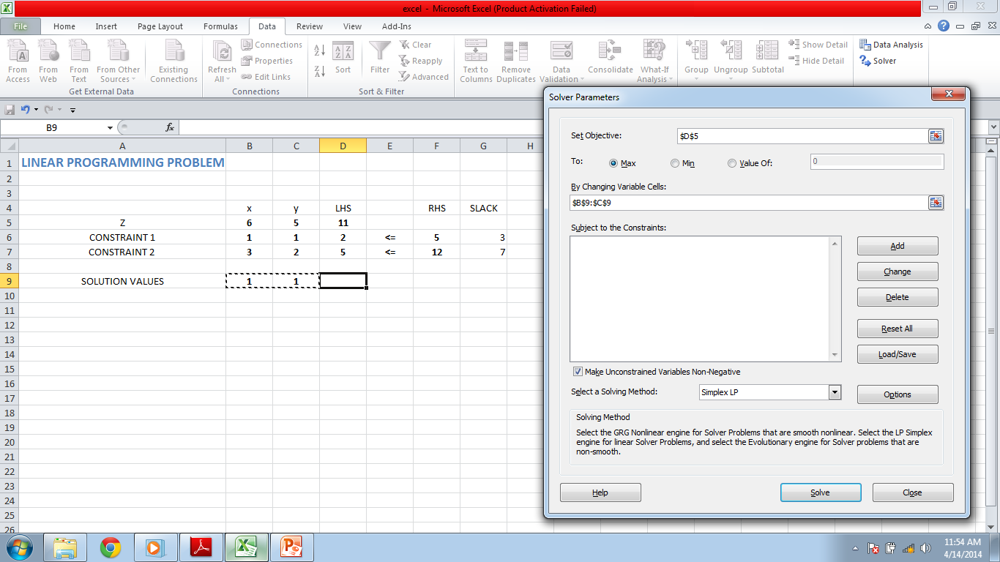 excel - Microsoft Excel (Product Activation Failed)
File Home Insert Page Layout Formulas Data Review View Add-Ins
From Access From Web From Text From Other Sources Existing Connections Refresh All Connections Properties Edit Links Sort Filter Clear Reapply Advanced Text to Columns Remove Duplicates Data Validation Consolidate What-If Analysis Group Ungroup Subtotal Show Detail Hide Detail Data Analysis Solver
Get External Data Connections Sort & Filter
B9 fx
A B C D E F G H
1 LINEAR PROGRAMMING PROBLEM
2
3
4 x y LHS RHS SLACK
5 Z 6 5 11
6 CONSTRAINT 1 1 1 2 <= 5 3
7 CONSTRAINT 2 3 2 5 <= 12 7
8
9 SOLUTION VALUES 1 1
10
11
12
13
14
15
16
17
18
19
20
21
22
23
24
25
26
Solver Parameters
Set Objective: $D$5
To: Max Min Value Of: 0
By Changing Variable Cells:
$B$9:$C$9
Subject to the Constraints:
Add
Change
Delete
Reset All
Load/Save
Make Unconstrained Variables Non-Negative
Select a Solving Method: Simplex LP Options
Solving Method
Select the GRG Nonlinear engine for Solver Problems that are smooth nonlinear. Select the LP Simplex
engine for linear Solver Problems, and select the Evolutionary engine for Solver problems that are
non-smooth.
Help Solve Close
11:54 AM
4/14/2014